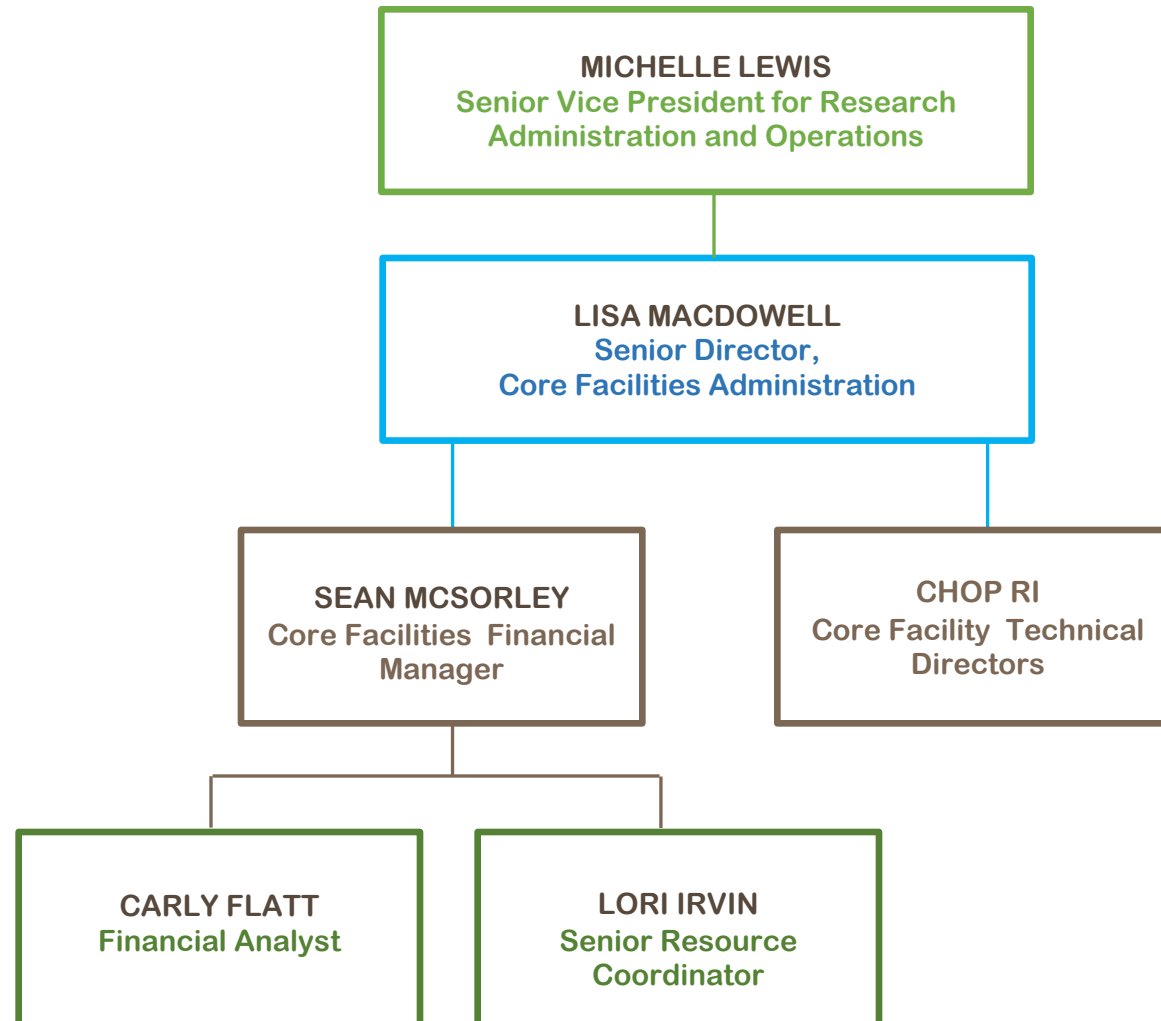 MICHELLE LEWIS
Senior Vice President for Research
Administration and Operations
LISA MACDOWELL
Senior Director,
Core Facilities Administration
SEAN MCSORLEY
Core Facilities  Financial
Manager
CHOP RI
Core Facility  Technical
Directors
CARLY FLATT
Financial Analyst
LORI IRVIN
Senior Resource
Coordinator